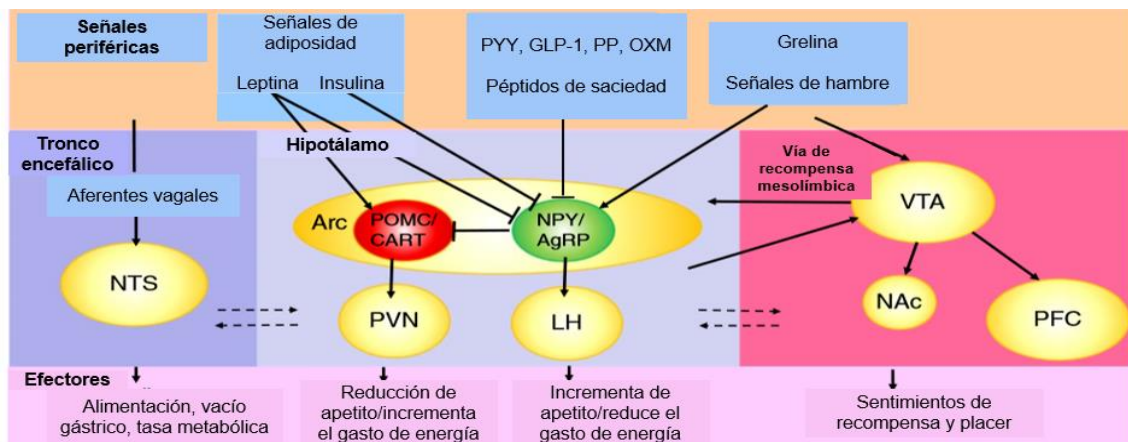 Señales
periféricas
Señales de
adiposidad
Leptina Insulina
PYY, GLP-1, PP, OXM
Péptidos de saciedad
Grelina
Señales de hambre
Tronco
encefálico
Aferentes vagales
NTS
Hipotálamo
Arc
POMC/
CART
NPY/
AgRP
PVN
LH
Vía de
recompensa
mesolímbica
VTA
NAc
PFC
Efectores
Alimentación, vacío
gástrico, tasa metabólica
Reducción de
apetito/incrementa
el gasto de energía
Incrementa de
apetito/reduce el
gasto de energía
Sentimientos de
recompensa y placer